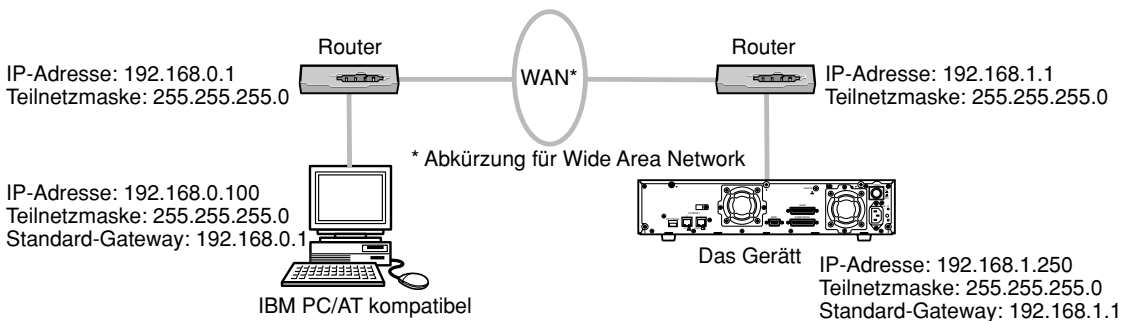 Router
IP-Adresse: 192.168.0.1
Teilnetzmaske: 255.255.255.0
WAN*
Router
IP-Adresse: 192.168.1.1
Teilnetzmaske: 255.255.255.0
* Abkürzung für Wide Area Network
IP-Adresse: 192.168.0.100
Teilnetzmaske: 255.255.255.0
Standard-Gateway: 192.168.0.1
IBM PC/AT kompatibel
Das Gerätt
IP-Adresse: 192.168.1.250
Teilnetzmaske: 255.255.255.0
Standard-Gateway: 192.168.1.1